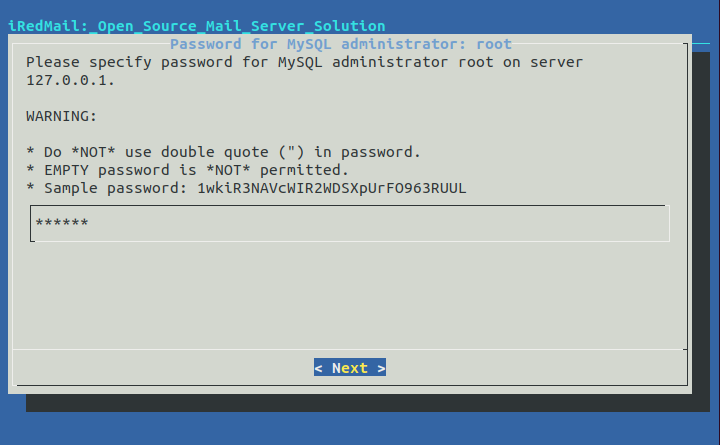 iRedMail:_Open_Source_Mail_Server_Solution
Password for MySQL administrator: root
Please specify password for MySQL administrator root on server
127.0.0.1.
WARNING:
* Do *NOT* use double quote (") in password.
* EMPTY password is *NOT* permitted.
* Sample password: 1wkiR3NAVcWIR2WDSXpUrFO963RUUL
******
< Next >